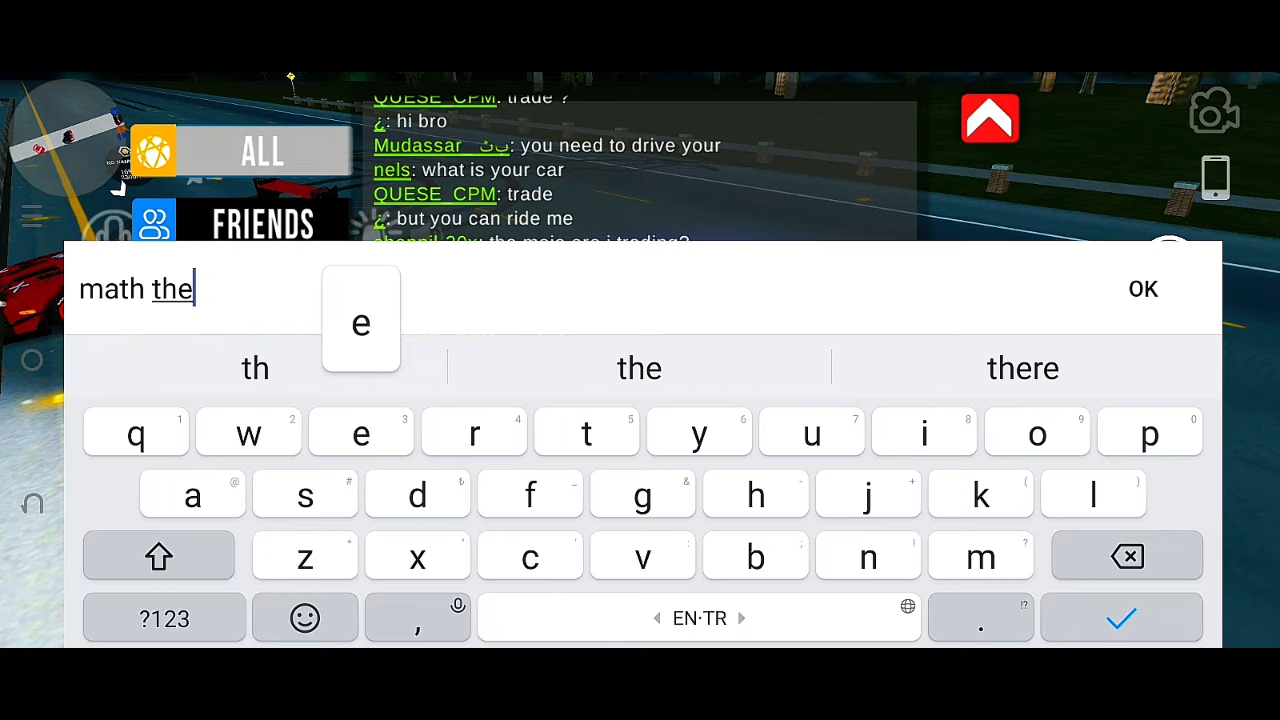 QUESE_CPM: trade ?
ALL
¿: hi bro
Mudassar_ بٹ: you need to drive your
nels: what is your car
QUESE_CPM: trade
FRIENDS
¿: but you can ride me
math the
e
OK
th the there
q 1 w 2 e 3 r 4 t 5 y 6 u 7 i 8 o 9 p 0
a @ s # d ₺ f _ g & h - j + k ( l )
z * x " c ' v : b ; n ! m ?
?123 , EN·TR . !?